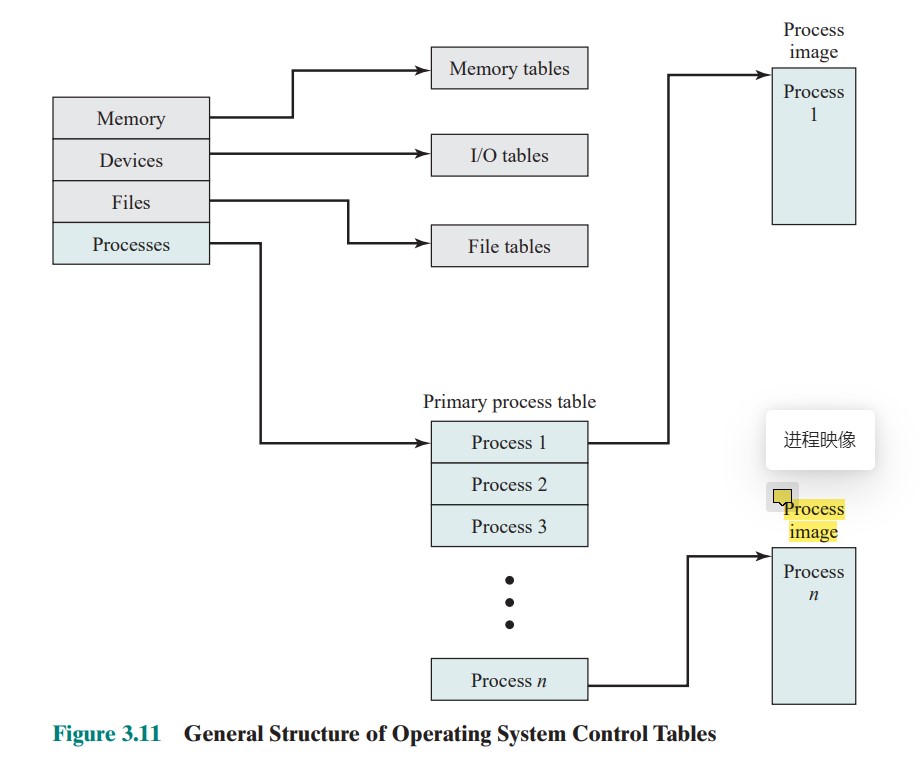 Process
image
Process
1
Memory tables
Memory
Devices
I/O tables
Files
Processes
File tables
Primary process table
Process 1
Process 2
Process 3
进程映像
Process
image
Process
n
Process n
Figure 3.11 General Structure of Operating System Control Tables